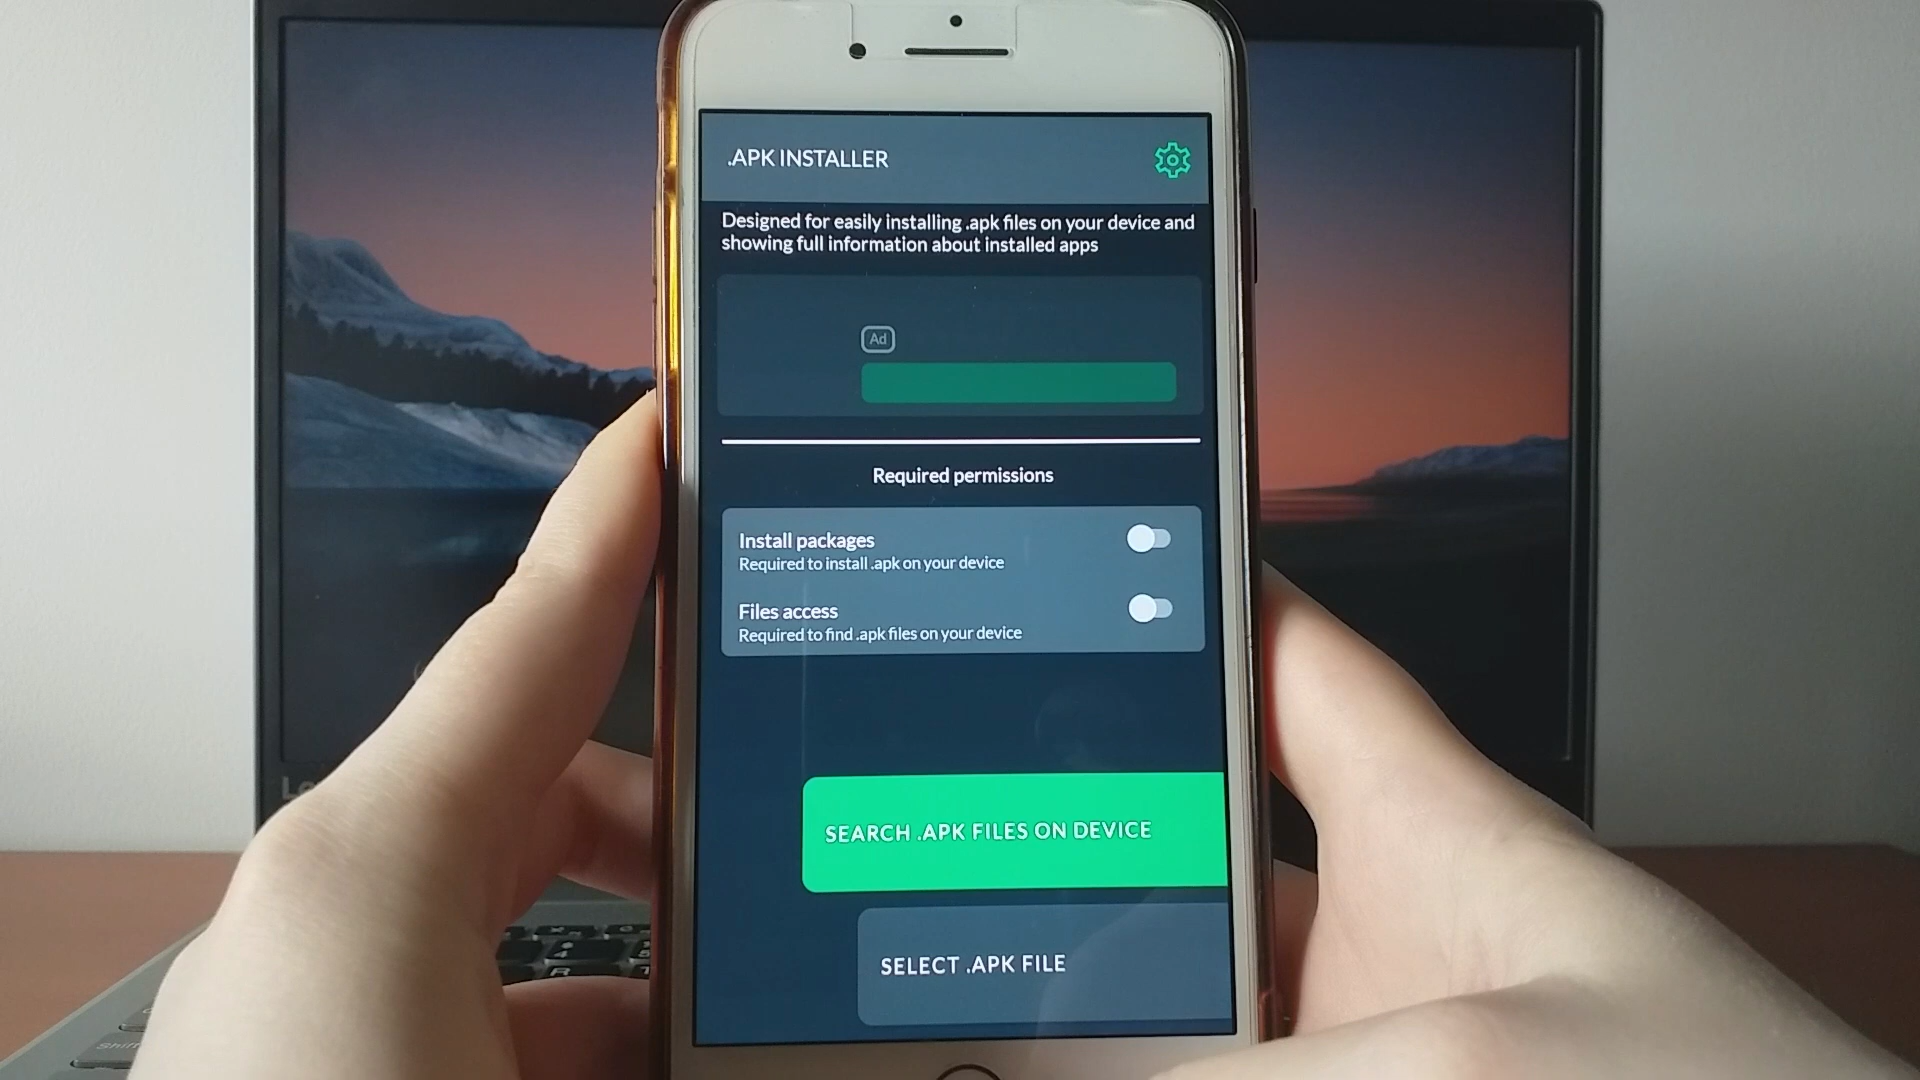 .APK INSTALLER
Designed for easily installing .apk files on your device and
showing full information about installed apps
Ad
Required permissions
Install packages
Required to install .apk on your device
Files access
Required to find .apk files on your device
SEARCH .APK FILES ON DEVICE
SELECT .APK FILE
Shift
R